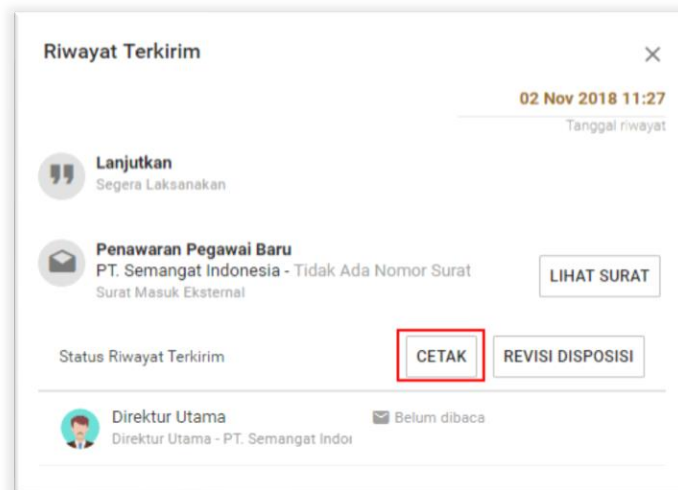 Riwayat Terkirim
02 Nov 2018 11:27
Tanggal riwayat
Lanjutkan
Segera Laksanakan
Penawaran Pegawai Baru
PT. Semangat Indonesia - Tidak Ada Nomor Surat
Surat Masuk Eksternal
LIHAT SURAT
Status Riwayat Terkirim
CETAK
REVISI DISPOSISI
Direktur Utama
Belum dibaca
Direktur Utama - PT. Semangat Indo